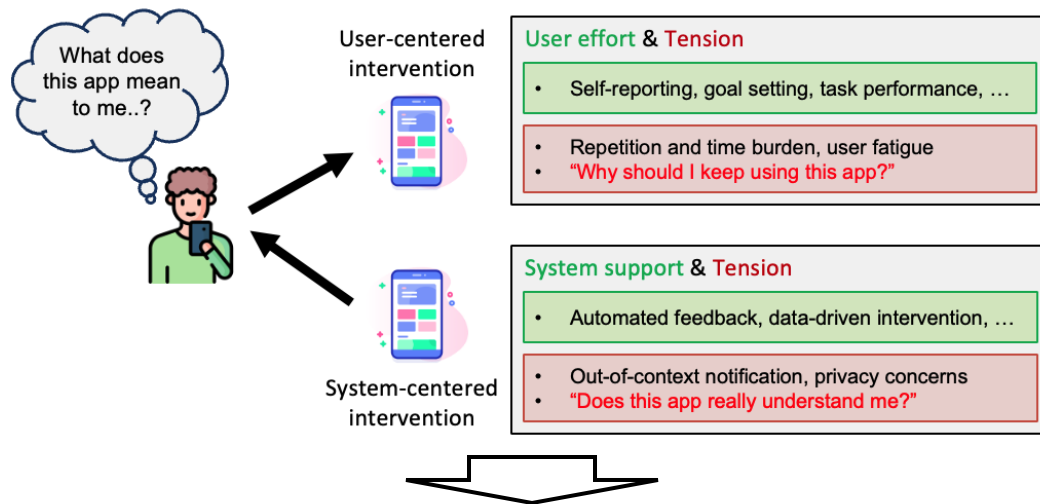 What does
this app mean
to me..?
User-centered
intervention
User effort & Tension
• Self-reporting, goal setting, task performance, …
• Repetition and time burden, user fatigue
• “Why should I keep using this app?”
System-centered
intervention
System support & Tension
• Automated feedback, data-driven intervention, …
• Out-of-context notification, privacy concerns
• “Does this app really understand me?”